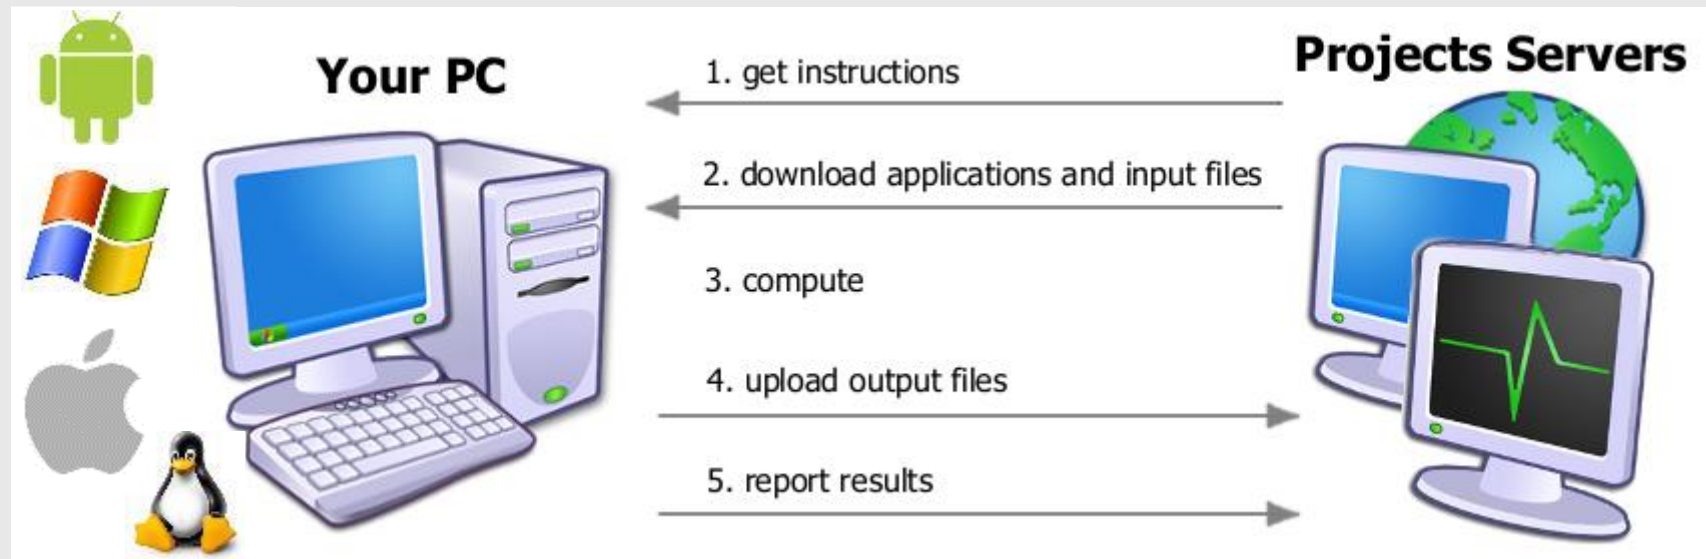 Your PC
Projects Servers
1. get instructions
2. download applications and input files
3. compute
4. upload output files
5. report results